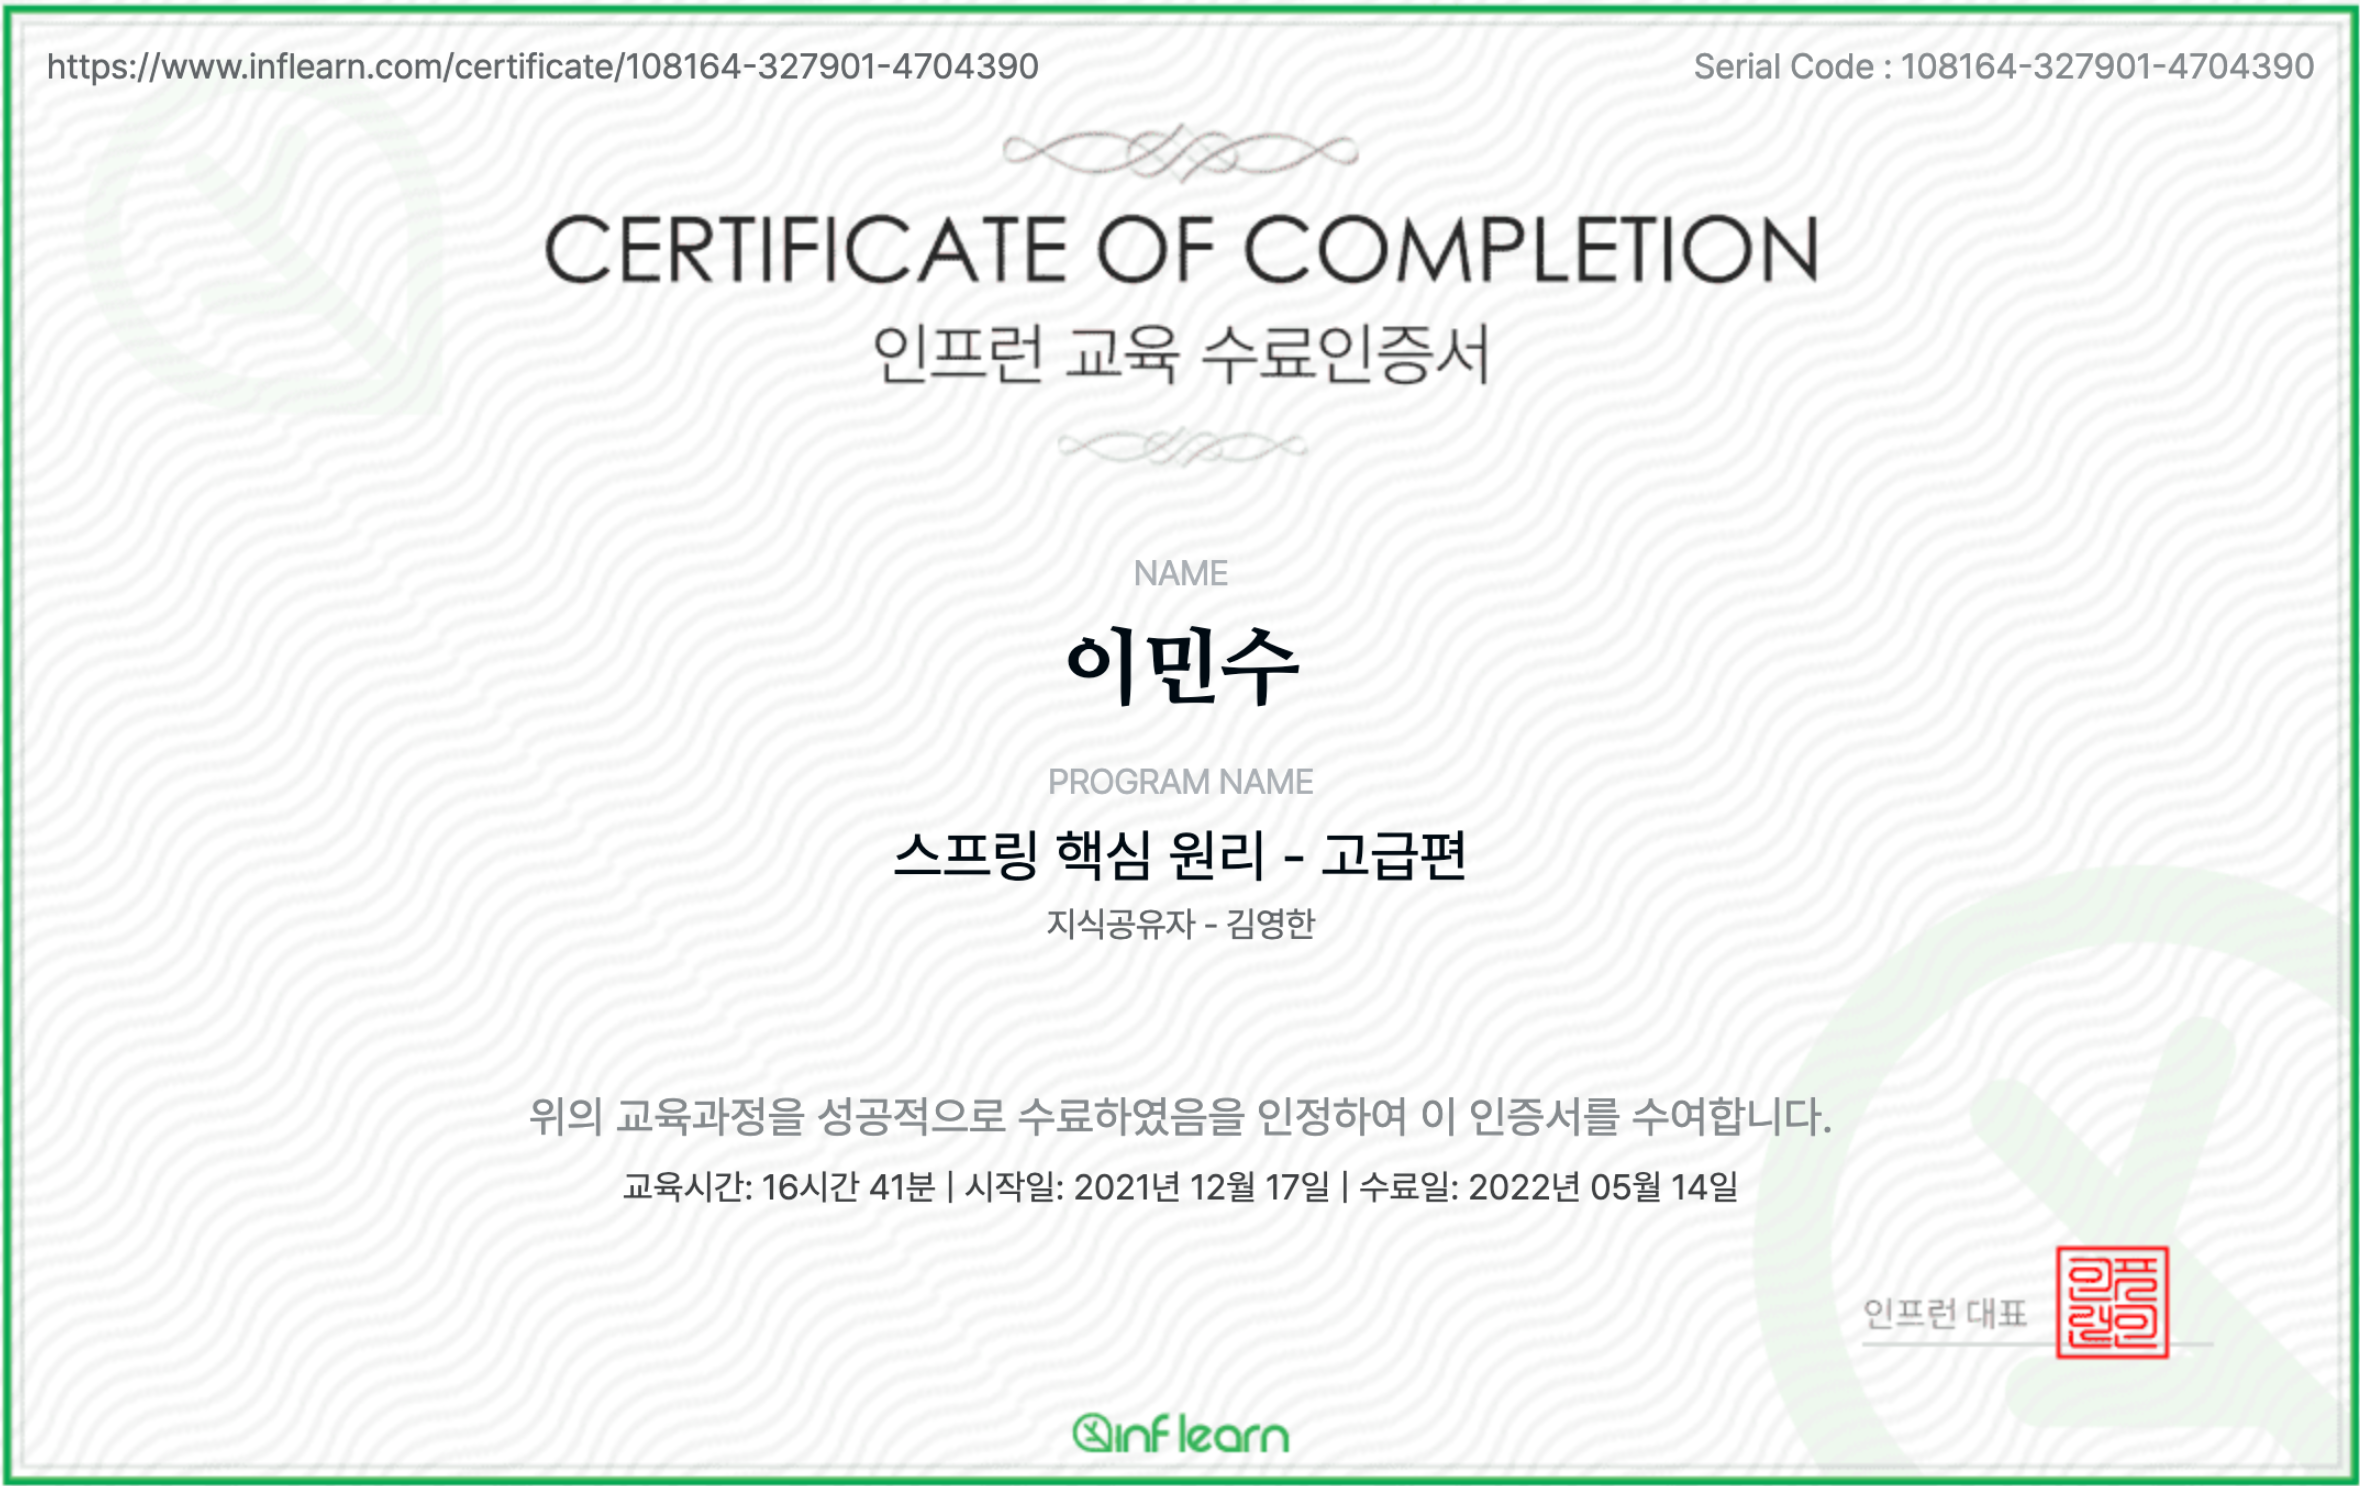 https://www.inflearn.com/certificate/108164-327901-4704390
Serial Code : 108164-327901-4704390
CERTIFICATE OF COMPLETION
인프런 교육 수료인증서
NAME
이민수
PROGRAM NAME
스프링 핵심 원리 - 고급편
지식공유자 - 김영한
위의 교육과정을 성공적으로 수료하였음을 인정하여 이 인증서를 수여합니다.
교육시간: 16시간 41분 | 시작일: 2021년 12월 17일 | 수료일: 2022년 05월 14일
인프런 대표
인프런인
inflearn